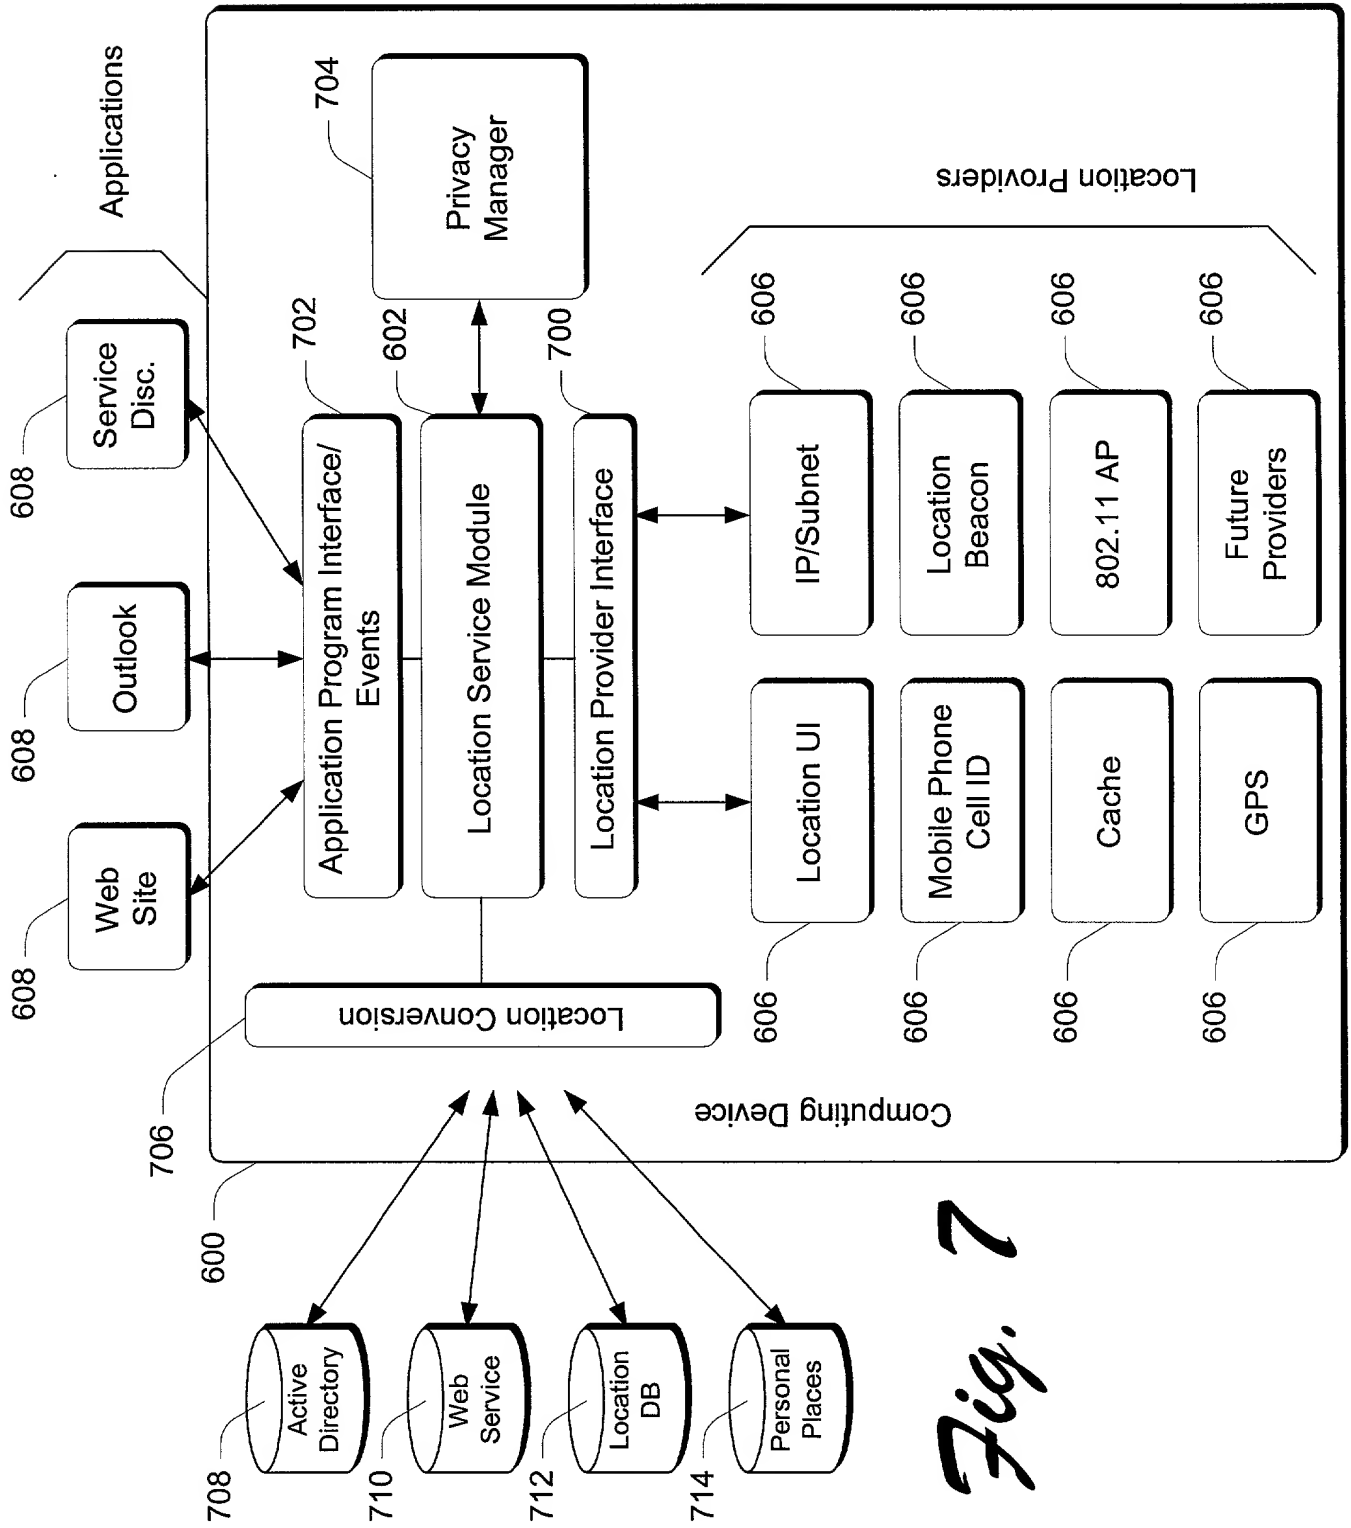 608
Web
Site
608
Outlook
608
Service
Disc.
Applications
600
706
Location Conversion
Computing Device
702
Application Program Interface/
Events
602
Location Service Module
700
Location Provider Interface
704
Privacy
Manager
708
Active
Directory
710
Web
Service
712
Location
DB
714
Personal
Places
606
Location UI
606
IP/Subnet
606
Mobile Phone
Cell ID
606
Location
Beacon
606
Cache
606
802.11 AP
606
GPS
606
Future
Providers
Location Providers
Fig. 7